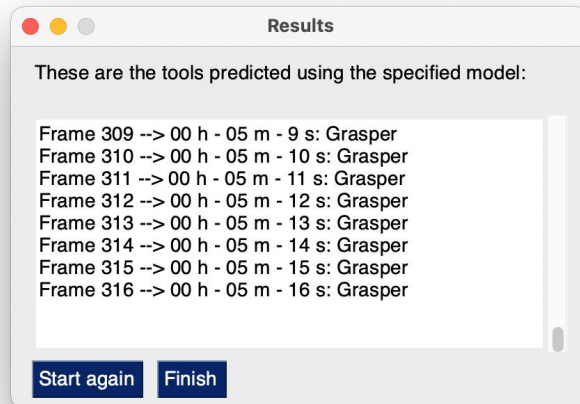 Results
These are the tools predicted using the specified model:
Frame 309 --> 00 h - 05 m - 9 s: Grasper
Frame 310 --> 00 h - 05 m - 10 s: Grasper
Frame 311 --> 00 h - 05 m - 11 s: Grasper
Frame 312 --> 00 h - 05 m - 12 s: Grasper
Frame 313 --> 00 h - 05 m - 13 s: Grasper
Frame 314 --> 00 h - 05 m - 14 s: Grasper
Frame 315 --> 00 h - 05 m - 15 s: Grasper
Frame 316 --> 00 h - 05 m - 16 s: Grasper
Start again Finish